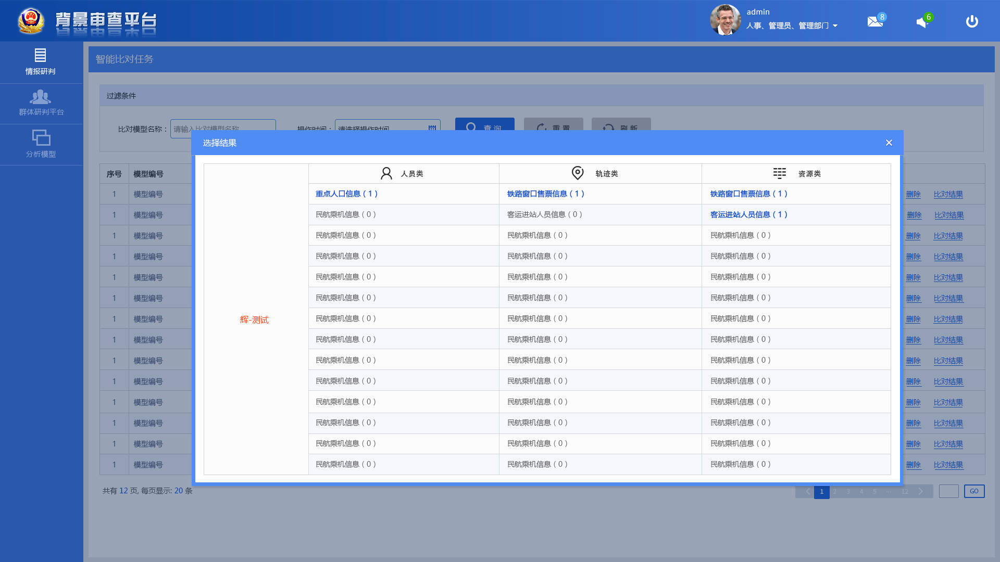 背景审查平台
admin
人事、管理员、管理部门
8
6
情报研判
群体研判平台
分析模型
智能比对任务
过滤条件
比对模型名称： 请输入比对模型名称 操作时间： 请选择操作时间 查 询 重 置 刷 新
选择结果
序号 模型编号 人员类 轨迹类 资源类
1 模型编号 重点人口信息（1） 铁路窗口售票信息（1） 铁路窗口售票信息（1） 删除 比对结果
1 模型编号 民航乘机信息（0） 客运进站人员信息（0） 客运进站人员信息（1） 删除 比对结果
1 模型编号 民航乘机信息（0） 民航乘机信息（0） 民航乘机信息（0） 删除 比对结果
1 模型编号 民航乘机信息（0） 民航乘机信息（0） 民航乘机信息（0） 删除 比对结果
1 模型编号 民航乘机信息（0） 民航乘机信息（0） 民航乘机信息（0） 删除 比对结果
1 模型编号 民航乘机信息（0） 民航乘机信息（0） 民航乘机信息（0） 删除 比对结果
1 模型编号 辉-测试 民航乘机信息（0） 民航乘机信息（0） 民航乘机信息（0） 删除 比对结果
1 模型编号 民航乘机信息（0） 民航乘机信息（0） 民航乘机信息（0） 删除 比对结果
1 模型编号 民航乘机信息（0） 民航乘机信息（0） 民航乘机信息（0） 删除 比对结果
1 模型编号 民航乘机信息（0） 民航乘机信息（0） 民航乘机信息（0） 删除 比对结果
1 模型编号 民航乘机信息（0） 民航乘机信息（0） 民航乘机信息（0） 删除 比对结果
1 模型编号 民航乘机信息（0） 民航乘机信息（0） 民航乘机信息（0） 删除 比对结果
1 模型编号 民航乘机信息（0） 民航乘机信息（0） 民航乘机信息（0） 删除 比对结果
1 模型编号 民航乘机信息（0） 民航乘机信息（0） 民航乘机信息（0） 删除 比对结果
共有 12 页, 每页显示: 20 条 1 2 3 4 5 ··· 12 GO